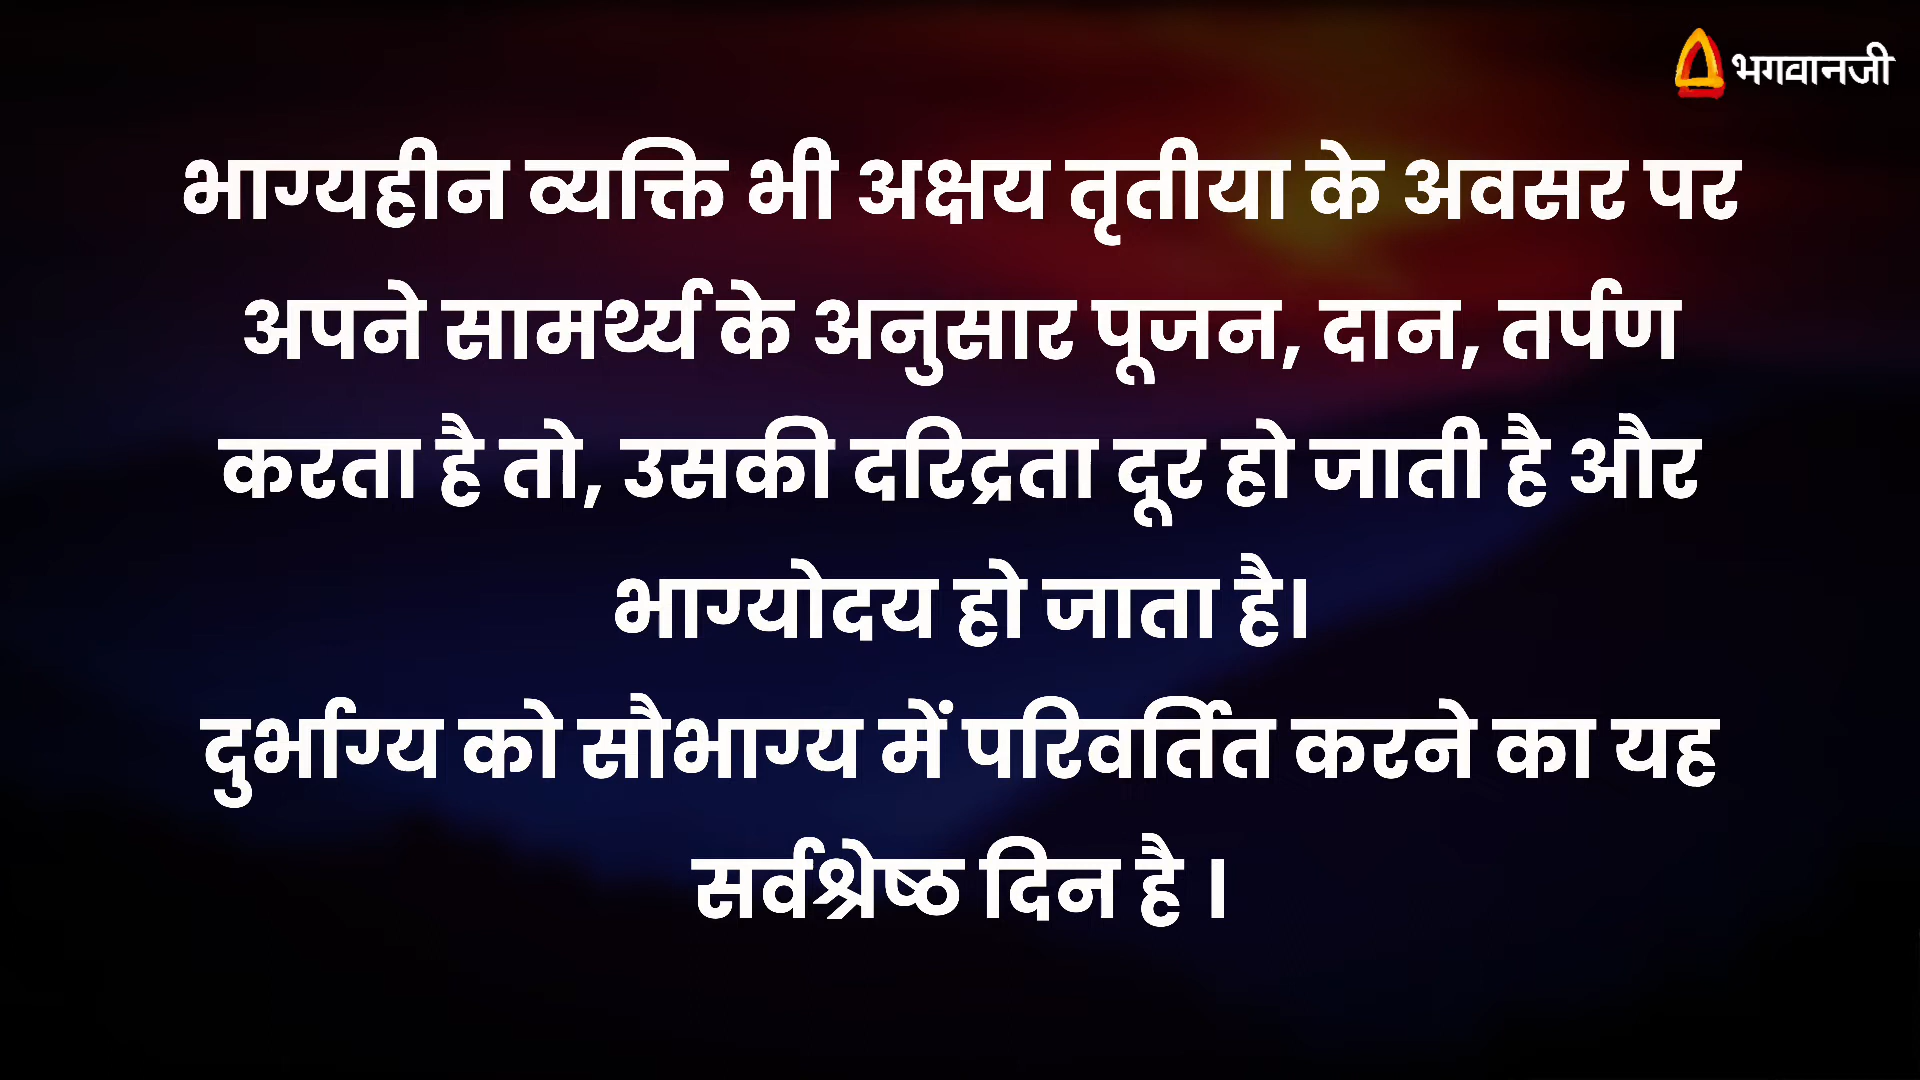 भगवानजी
भाग्यहीन व्यक्ति भी अक्षय तृतीया के अवसर पर
अपने सामर्थ्य के अनुसार पूजन, दान, तर्पण
करता है तो, उसकी दरिद्रता दूर हो जाती है और
भाग्योदय हो जाता है।
दुर्भाग्य को सौभाग्य में परिवर्तित करने का यह
सर्वश्रेष्ठ दिन है ।